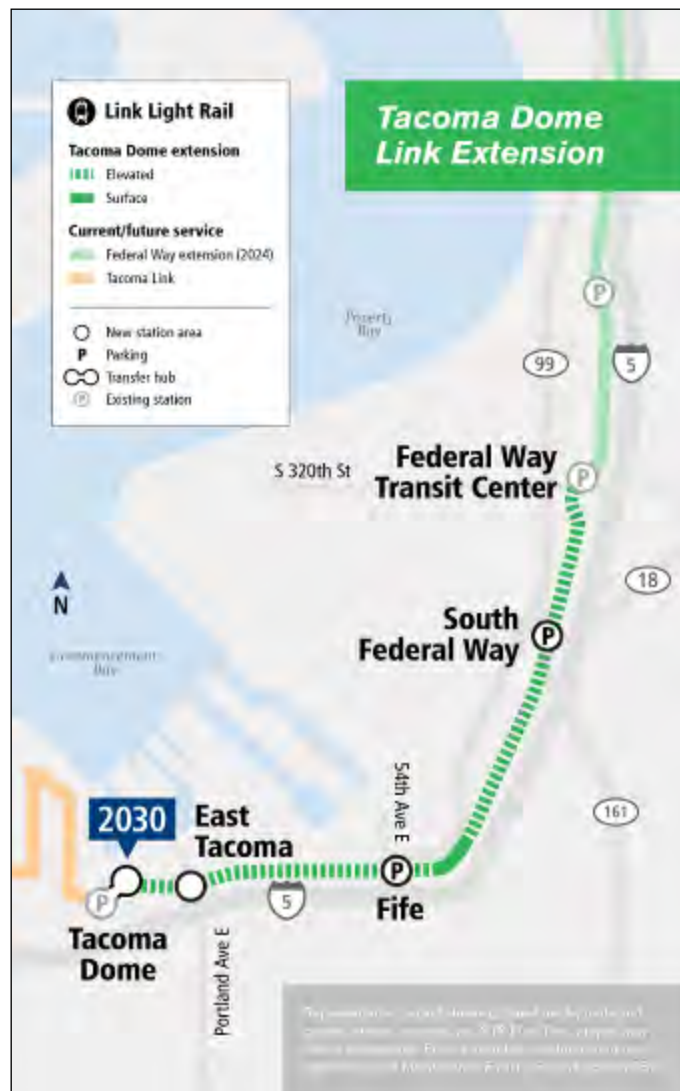 Link Light Rail
Tacoma Dome extension
Elevated
Surface
Current/future service
Federal Way extension (2024)
Tacoma Link
New station area
P Parking
Transfer hub
P Existing station
Tacoma Dome
Link Extension
P
99
5
S 320th St
Federal Way
Transit Center
P
18
N
South
Federal Way
P
Commencement
Bay
54th Ave E
161
2030
East
Tacoma
P
P
5
Fife
Tacoma
Dome
Portland Ave E